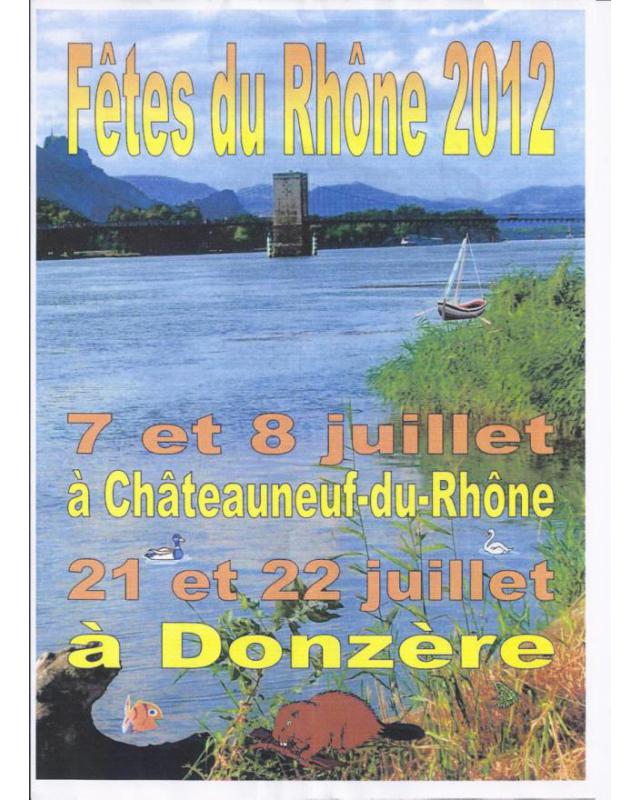 Fêtes du Rhône 2012
7 et 8 juillet
à Châteauneuf-du-Rhône
21 et 22 juillet
à Donzère